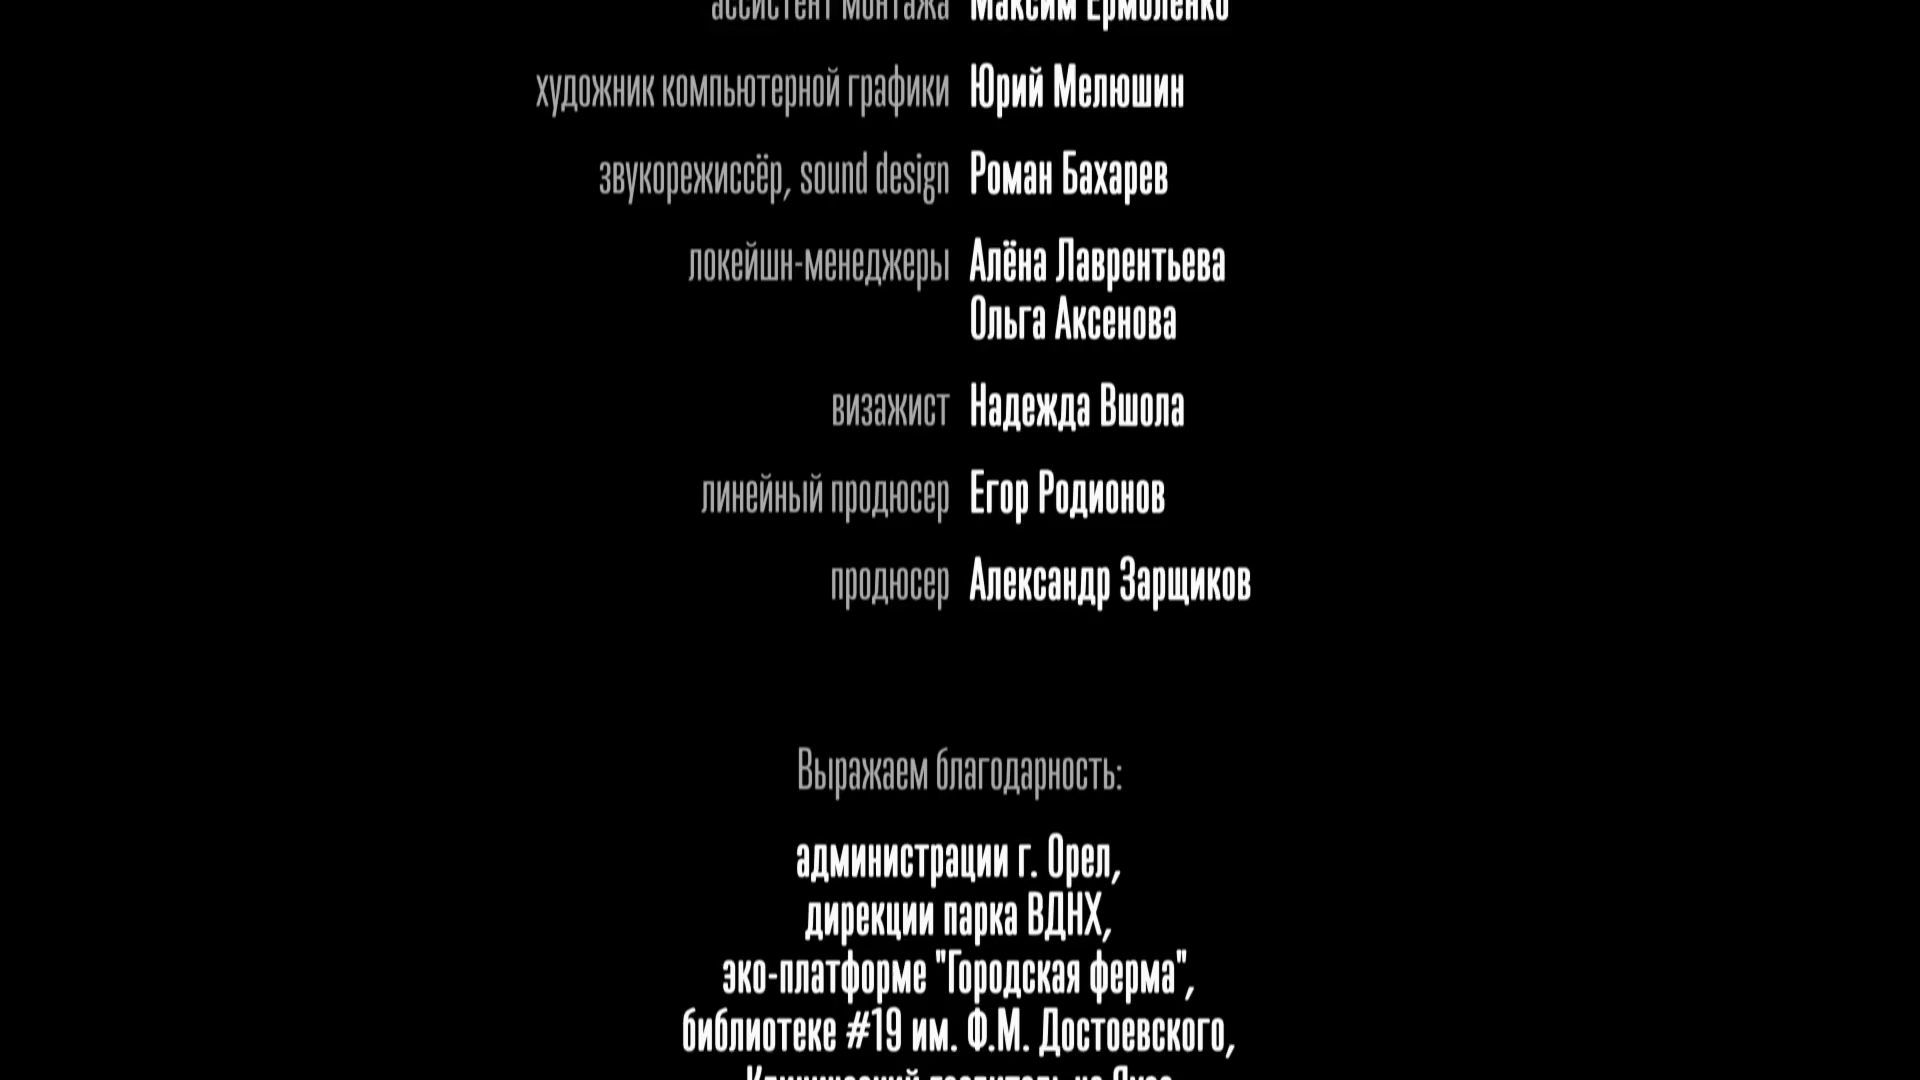 ассистент монтажа Максим Ермоленко
художник компьютерной графики Юрий Мелюшин
звукорежиссёр, sound design Роман Бахарев
локейшн-менеджеры Алёна Лаврентьева
Ольга Аксенова
визажист Надежда Вшола
линейный продюсер Егор Родионов
продюсер Александр Зарщиков
Выражаем благодарность:
администрации г. Орел,
дирекции парка ВДНХ,
эко-платформе "Городская ферма",
библиотеке #19 им. Ф.М. Достоевского,